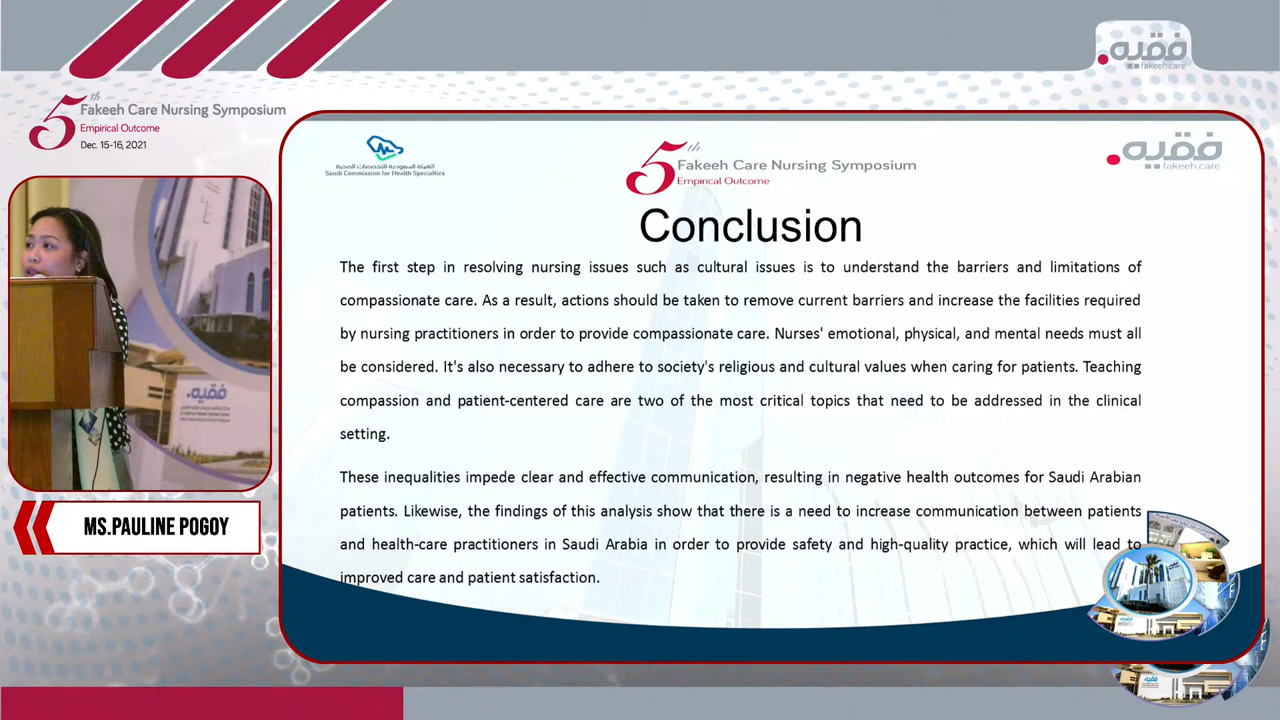 فقيه
fakeeh.care
5th
Fakeeh Care Nursing Symposium
Empirical Outcome
Dec. 15-16, 2021
الهيئة السعودية للتخصصات الصحية
Saudi Commission for Health Specialties
5th
Fakeeh Care Nursing Symposium
Empirical Outcome
فقيه
fakeeh.care
Conclusion
The first step in resolving nursing issues such as cultural issues is to understand the barriers and limitations of
compassionate care. As a result, actions should be taken to remove current barriers and increase the facilities required
by nursing practitioners in order to provide compassionate care. Nurses' emotional, physical, and mental needs must all
be considered. It's also necessary to adhere to society's religious and cultural values when caring for patients. Teaching
compassion and patient-centered care are two of the most critical topics that need to be addressed in the clinical
setting.
These inequalities impede clear and effective communication, resulting in negative health outcomes for Saudi Arabian
patients. Likewise, the findings of this analysis show that there is a need to increase communication between patients
and health-care practitioners in Saudi Arabia in order to provide safety and high-quality practice, which will lead to
improved care and patient satisfaction.
فقيه
MS.PAULINE POGOY